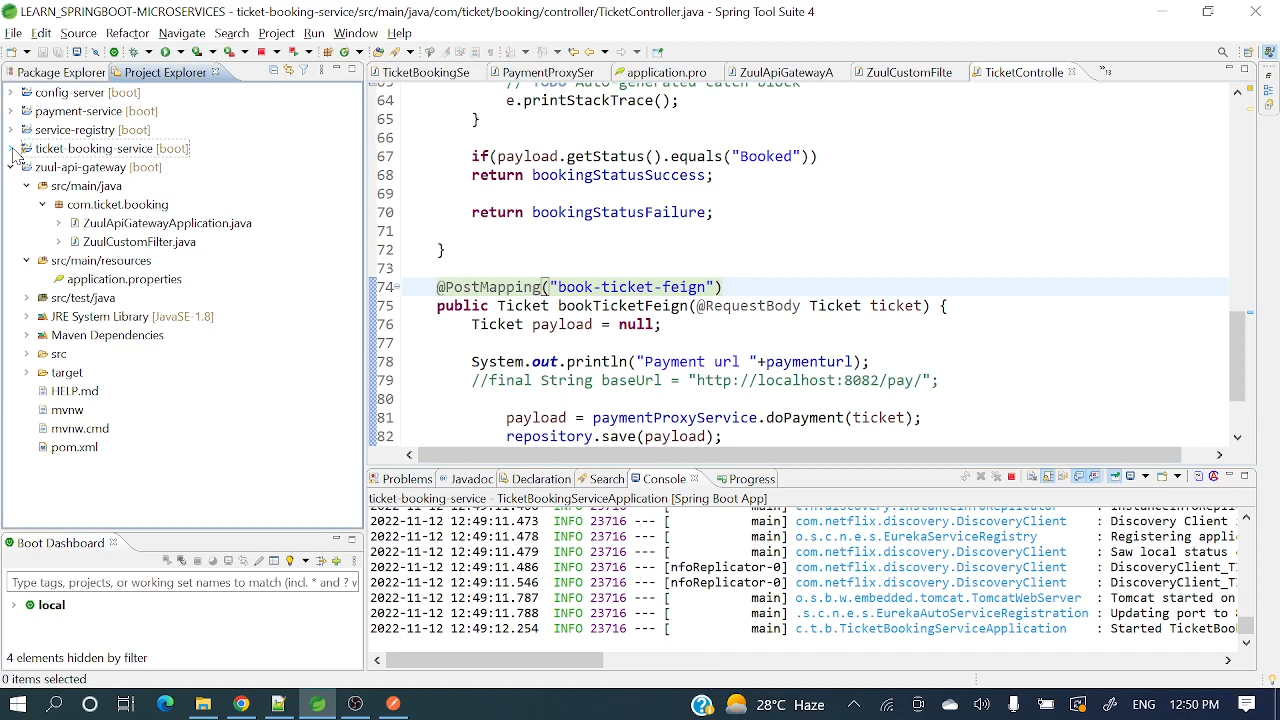 LEARN_SPRINGBOOT-MICROSERVICES - ticket-booking-service/src/main/java/com/ticket/booking/controller/TicketController.java - Spring Tool Suite 4
File Edit Source Refactor Navigate Search Project Run Window Help
Package Explorer Project Explorer
config-server [boot]
payment-service [boot]
service-registry [boot]
ticket-booking-service [boot]
zuul-api-gateway [boot]
src/main/java
com.ticket.booking
ZuulApiGatewayApplication.java
ZuulCustomFilter.java
src/main/resources
application.properties
src/test/java
JRE System Library [JavaSE-1.8]
Maven Dependencies
src
target
HELP.md
mvnw
mvnw.cmd
pom.xml
Boot Dashboard
Type tags, projects, or working set names to match (incl. * and ? v
local
4 elements hidden by filter
0 items selected
TicketBookingSe PaymentProxySer application.pro ZuulApiGatewayA ZuulCustomFilte TicketControlle »13
// TODO Auto-generated catch block
64 e.printStackTrace();
65 }
66
67 if(payload.getStatus().equals("Booked"))
68 return bookingStatusSuccess;
69
70 return bookingStatusFailure;
71
72 }
73
74 @PostMapping("book-ticket-feign")
75 public Ticket bookTicketFeign(@RequestBody Ticket ticket) {
76 Ticket payload = null;
77
78 System.out.println("Payment url "+paymenturl);
79 //final String baseUrl = "http://localhost:8082/pay/";
80
81 payload = paymentProxyService.doPayment(ticket);
82 repository.save(payload);
Problems Javadoc Declaration Search Console Progress
ticket-booking-service - TicketBookingServiceApplication [Spring Boot App]
2022-11-12 12:49:11.473 INFO 23716 --- [ main] com.netflix.discovery.DiscoveryClient : Discovery Client
2022-11-12 12:49:11.478 INFO 23716 --- [ main] o.s.c.n.e.s.EurekaServiceRegistry : Registering appli
2022-11-12 12:49:11.479 INFO 23716 --- [ main] com.netflix.discovery.DiscoveryClient : Saw local status
2022-11-12 12:49:11.486 INFO 23716 --- [nfoReplicator-0] com.netflix.discovery.DiscoveryClient : DiscoveryClient_T
2022-11-12 12:49:11.546 INFO 23716 --- [nfoReplicator-0] com.netflix.discovery.DiscoveryClient : DiscoveryClient_T
2022-11-12 12:49:11.787 INFO 23716 --- [ main] o.s.b.w.embedded.tomcat.TomcatWebServer : Tomcat started on
2022-11-12 12:49:11.788 INFO 23716 --- [ main] .s.c.n.e.s.EurekaAutoServiceRegistration : Updating port to
2022-11-12 12:49:12.254 INFO 23716 --- [ main] c.t.b.TicketBookingServiceApplication : Started TicketBoo
28°C Haze 12:50 PM